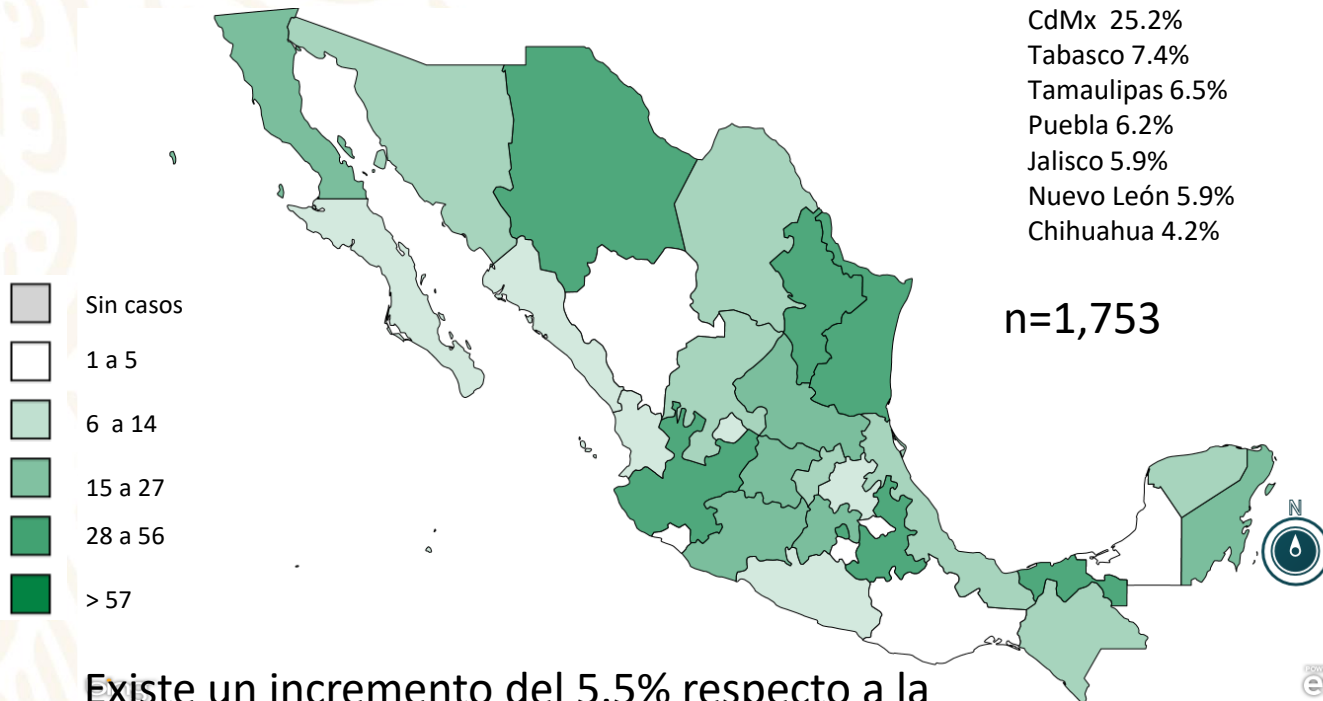 CdMx 25.2%
Tabasco 7.4%
Tamaulipas 6.5%
Puebla 6.2%
Jalisco 5.9%
Nuevo León 5.9%
Chihuahua 4.2%
n=1,753
Sin casos
1 a 5
6 a 14
15 a 27
28 a 56
> 57
N
Existe un incremento del 5.5% respecto a la